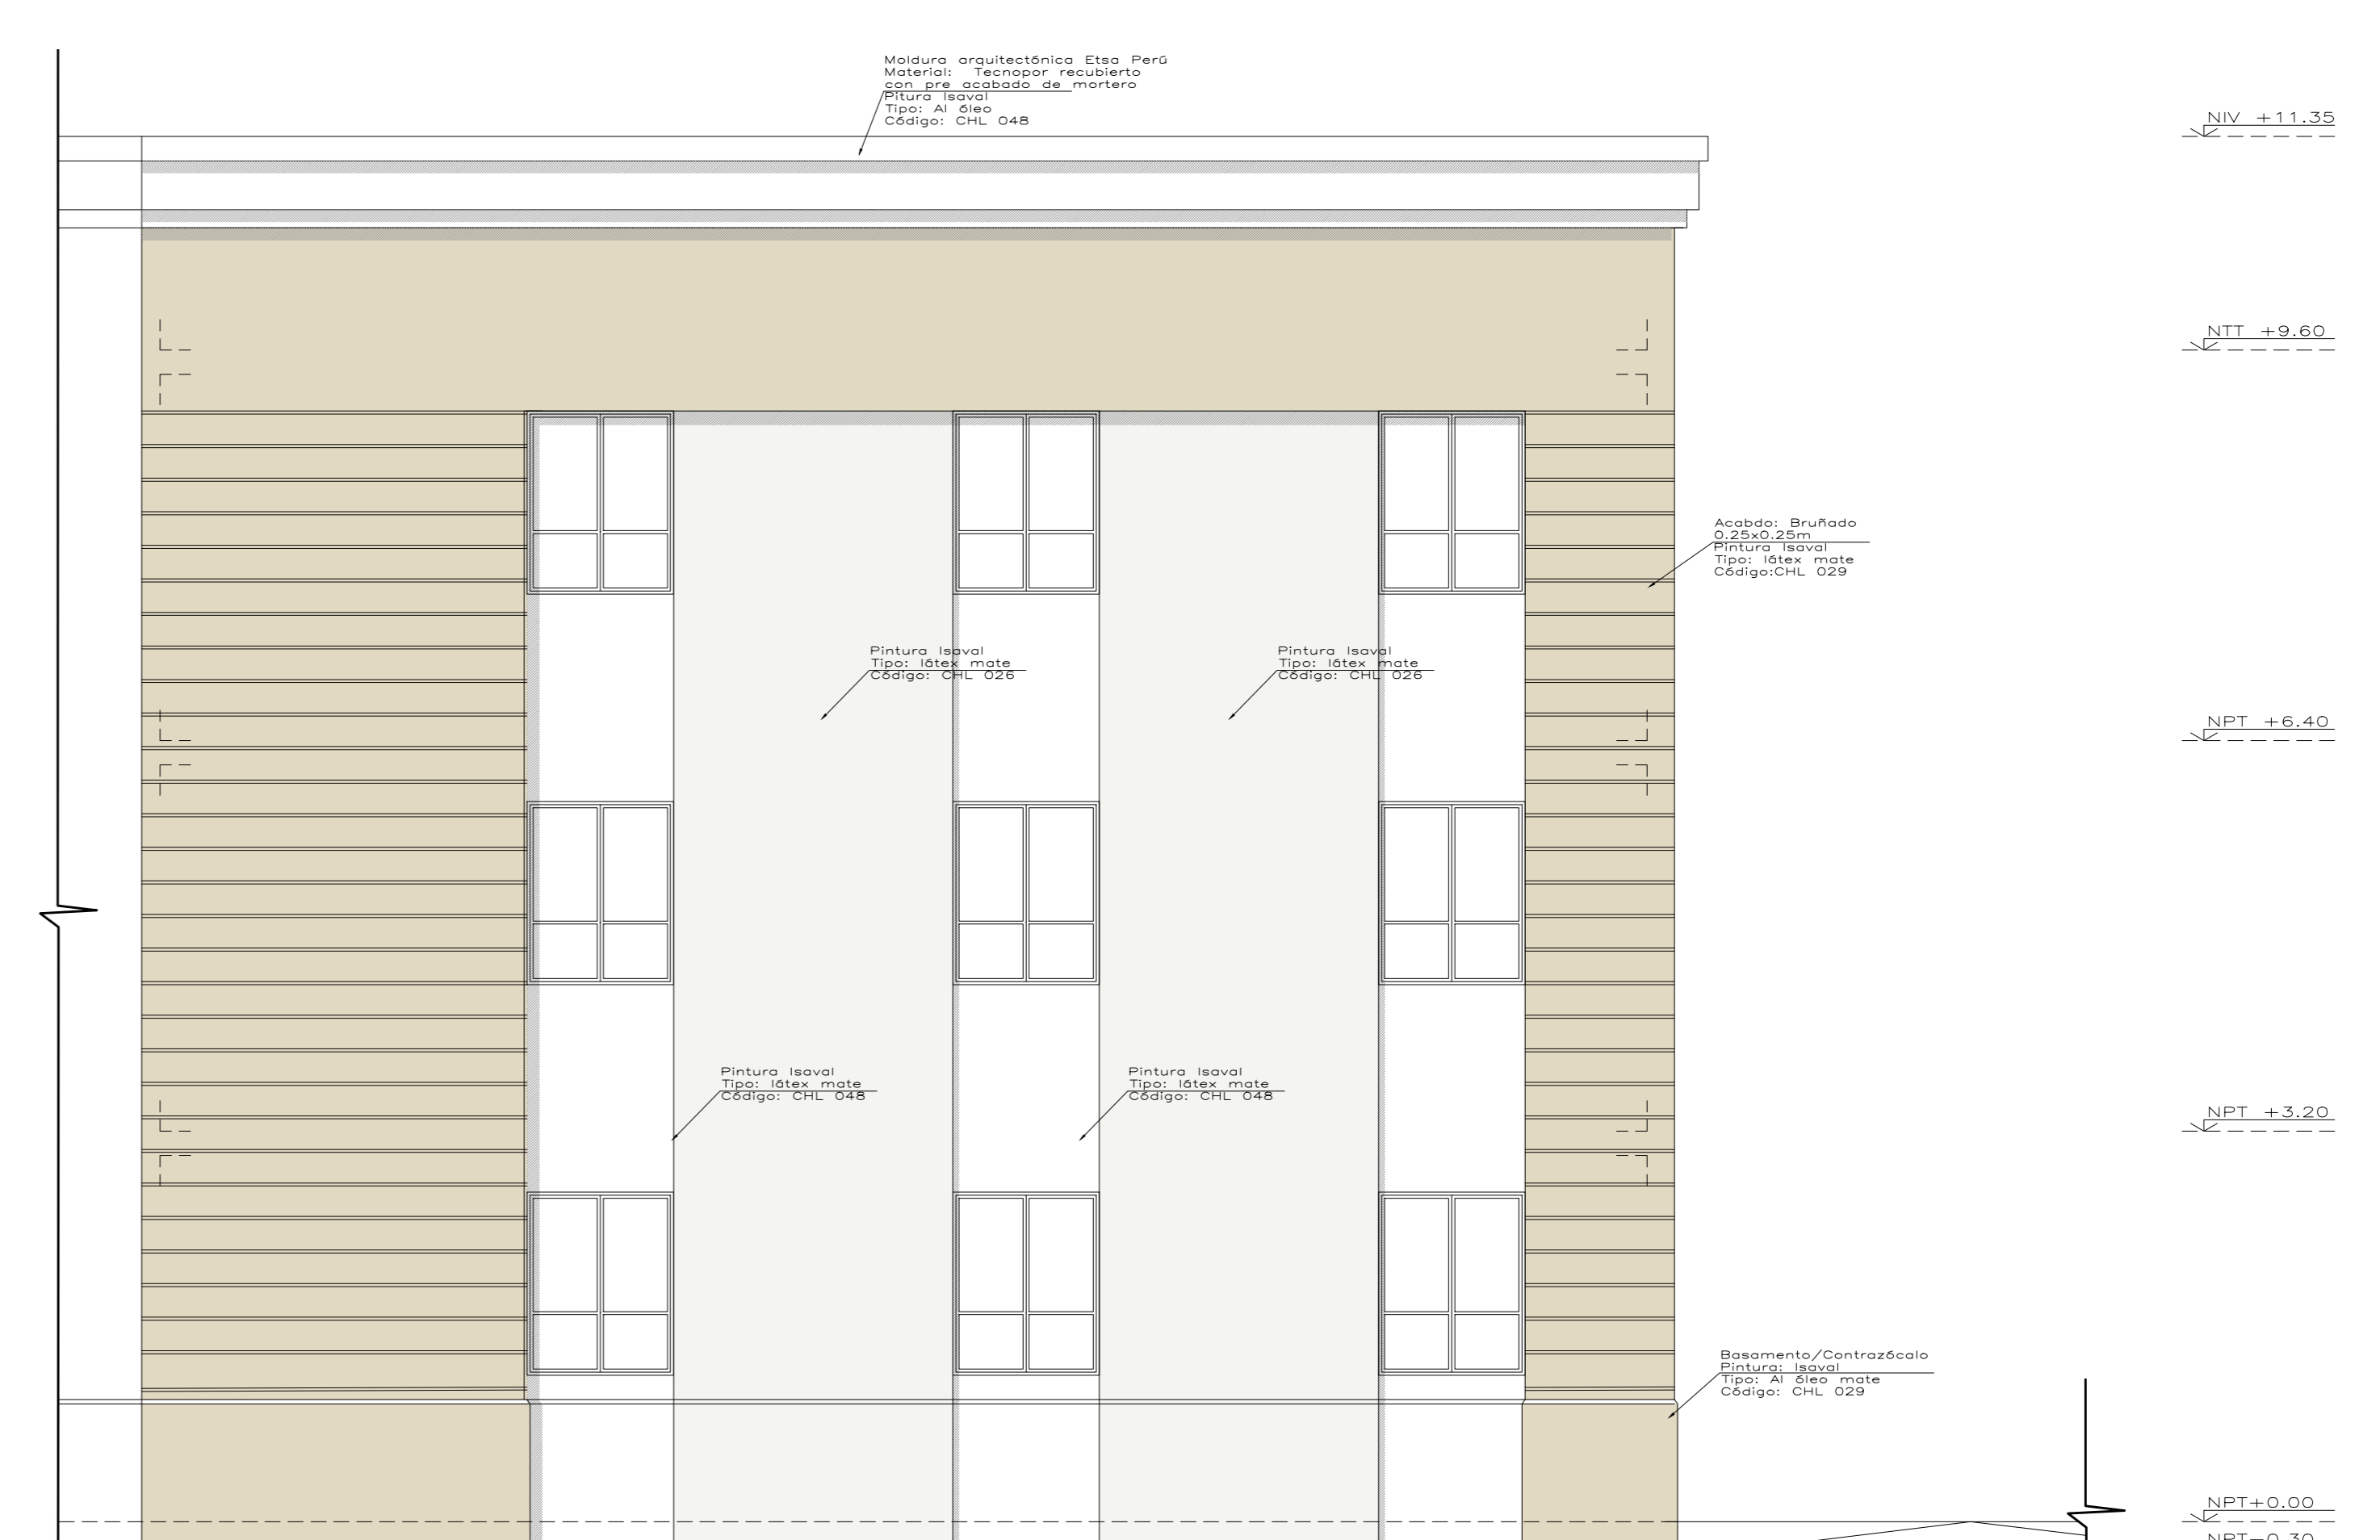 Moldura arquitectónica Etsa Perú
Material: Tecnopor recubierto
con pre acabado de mortero
Pitura Isaval
Tipo: Al óleo
Código: CHL 048
NIV +11.35
NTT +9.60
Acabdo: Bruñado
0.25x0.25m
Pintura Isaval
Tipo: látex mate
Código:CHL 029
Pintura Isaval
Tipo: látex mate
Código: CHL 026
Pintura Isaval
Tipo: látex mate
Código: CHL 026
NPT +6.40
Pintura Isaval
Tipo: látex mate
Código: CHL 048
Pintura Isaval
Tipo: látex mate
Código: CHL 048
NPT +3.20
Basamento/Contrazócalo
Pintura: Isaval
Tipo: Al óleo mate
Código: CHL 029
NPT+0.00
NPT-0.30